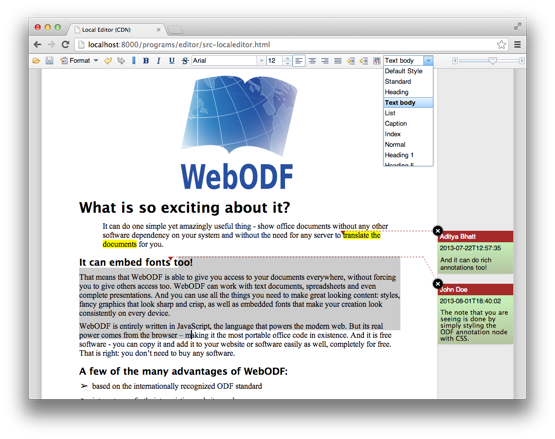 Local Editor (CDN)
localhost:8000/programs/editor/src-localeditor.html
Format
B I U S Arial 12 Text body
Default Style
Standard
Heading
Text body
List
Caption
Index
Normal
Heading 1
Heading 5
WebODF
What is so exciting about it?
It can do one simple yet amazingly useful thing - show office documents without any other
software dependency on your system and without the need for any server to translate the
documents for you.
Aditya Bhatt
2013-07-22T12:57:35
And it can do rich
annotations too!
It can embed fonts too!
That means that WebODF is able to give you access to your documents everywhere, without forcing
you to give others access too. WebODF can work with text documents, spreadsheets and even
complete presentations. And you can use all the things you need to make great looking content: styles,
fancy graphics that look sharp and crisp, as well as embedded fonts that make your creation look
consistently on every device.
John Doe
2013-08-01T18:40:02
The note that you are
seeing is done by
simply styling the
ODF annotation node
with CSS.
WebODF is entirely written in JavaScript, the language that powers the modern web. But its real
power comes from the browser – making it the most portable office code in existence. And it is free
software - you can copy it and add it to your website or software easily as well, completely for free.
That is right: you don't need to buy any software.
A few of the many advantages of WebODF:
➢ based on the internationally recognized ODF standard